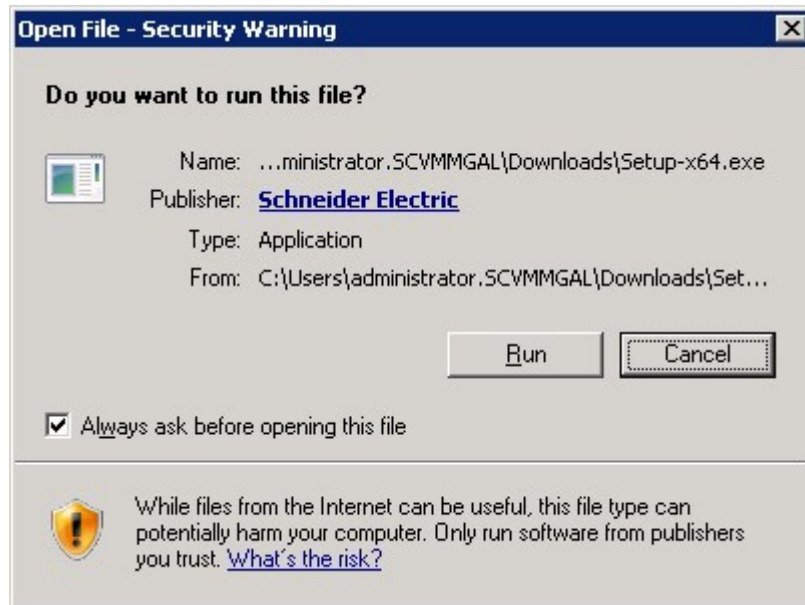 Open File - Security Warning
Do you want to run this file?
Name: ...ministrator.SCVMMGAL\Downloads\Setup-x64.exe
Publisher: Schneider Electric
Type: Application
From: C:\Users\administrator.SCVMMGAL\Downloads\Set...
Run Cancel
Always ask before opening this file
While files from the Internet can be useful, this file type can
potentially harm your computer. Only run software from publishers
you trust. What's the risk?